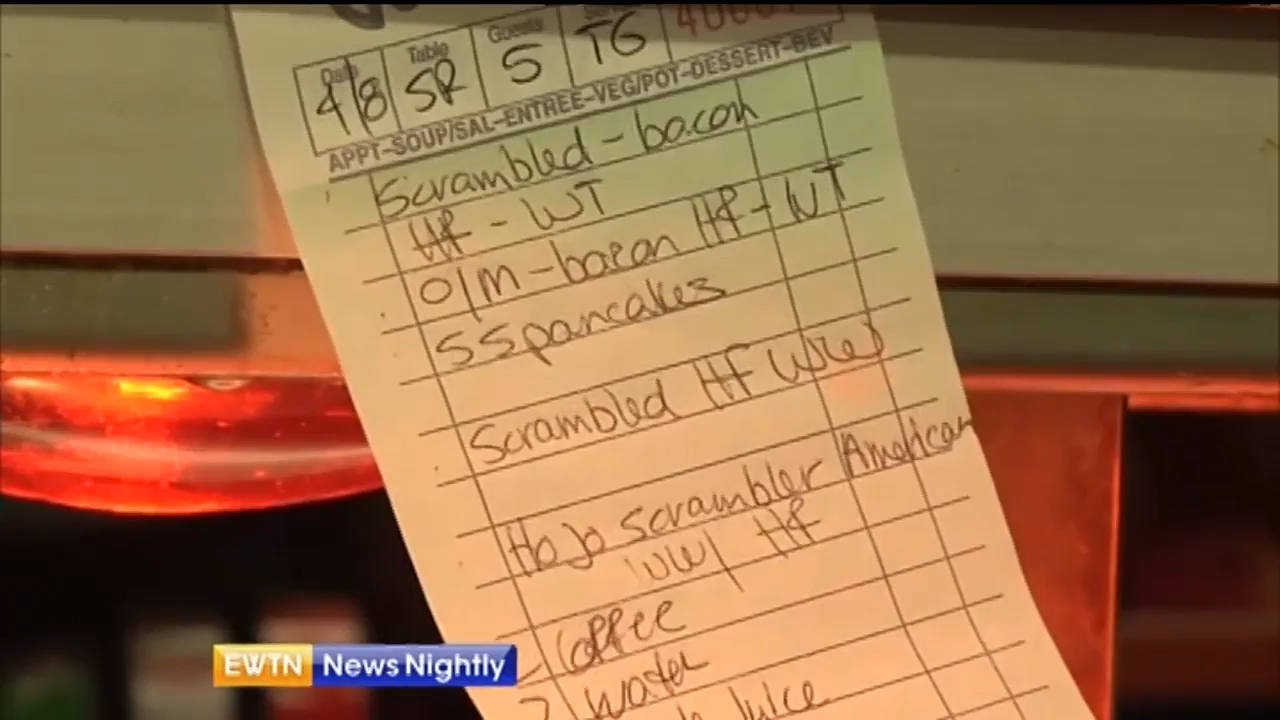 Date Table Guests
4/8 SR 5 TG
APPT-SOUP/SAL-ENTREE-VEG/POT-DESSERT-BEV
Scrambled - bacon
HF - WT
O/M - bacon HF - WT
SS pancakes
Scrambled HF
HoJo Scrambler American
WW/ HF
Coffee
2 Water
Juice
EWTN News Nightly